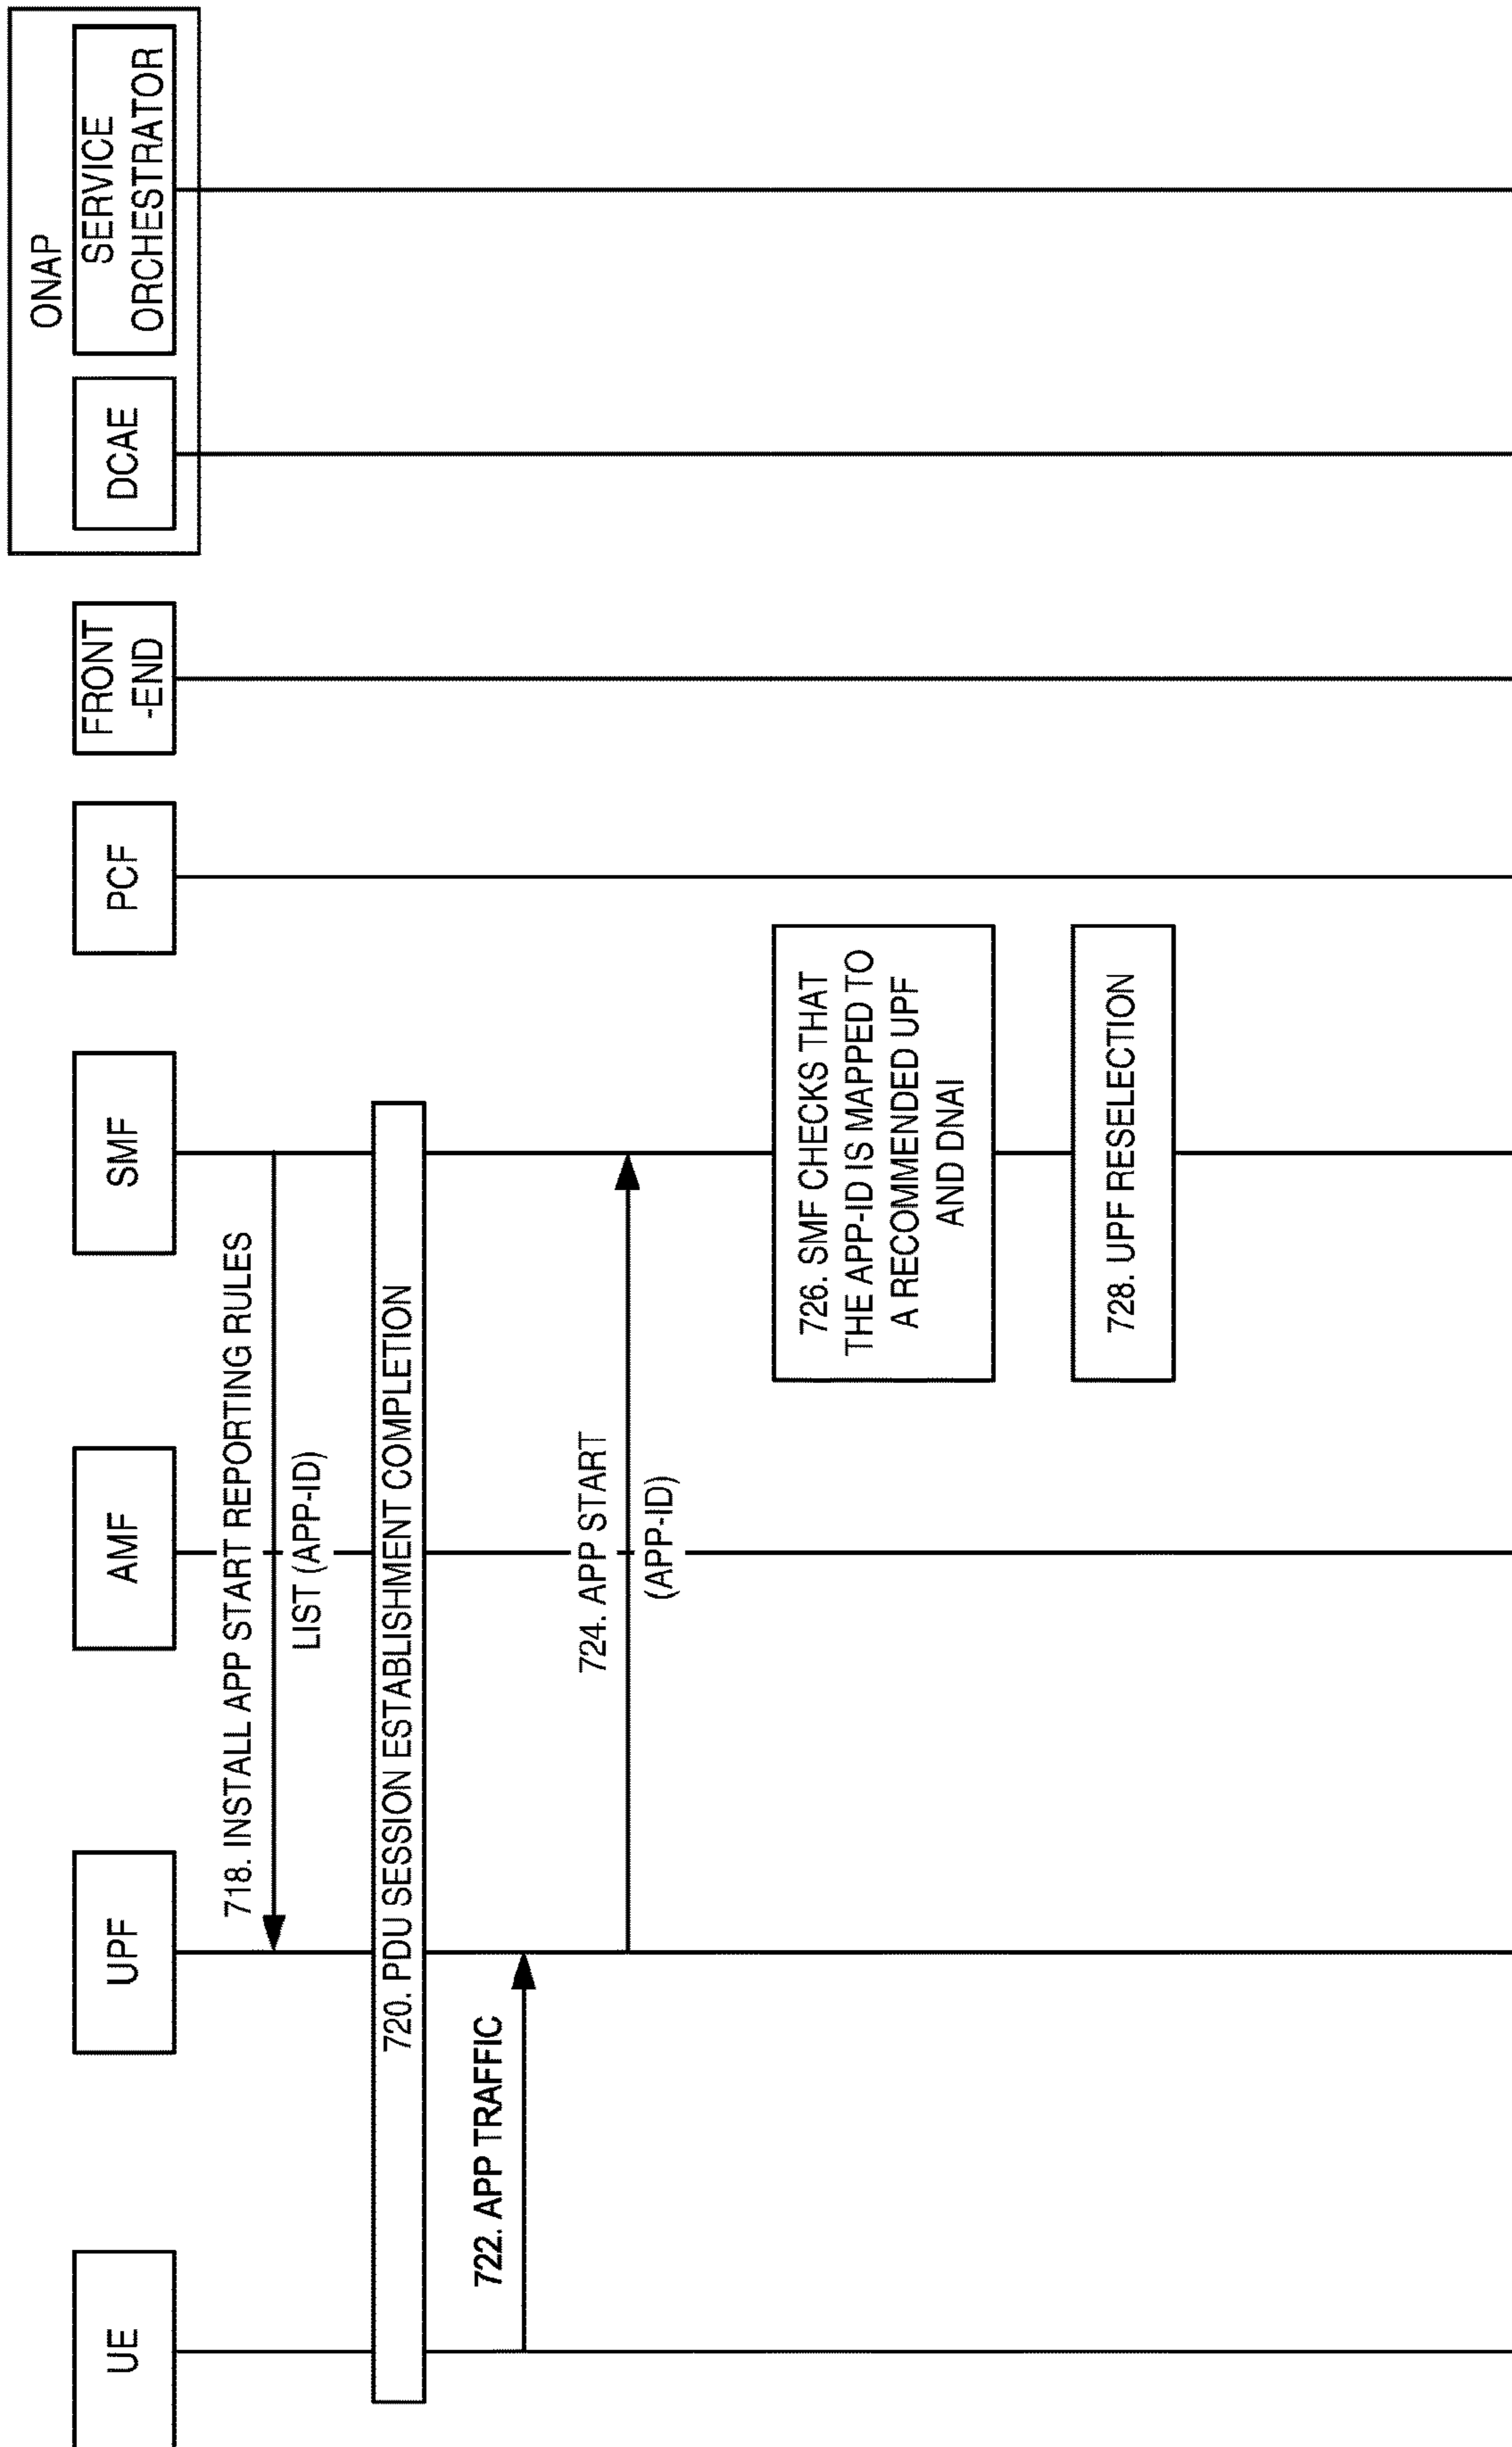 UE
UPF
AMF
SMF
PCF
FRONT
-END
ONAP
DCAE
SERVICE
ORCHESTRATOR
718. INSTALL APP START REPORTING RULES
LIST (APP-ID)
720. PDU SESSION ESTABLISHMENT COMPLETION
722. APP TRAFFIC
724. APP START
(APP-ID)
726. SMF CHECKS THAT
THE APP-ID IS MAPPED TO
A RECOMMENDED UPF
AND DNAI
728. UPF RESELECTION